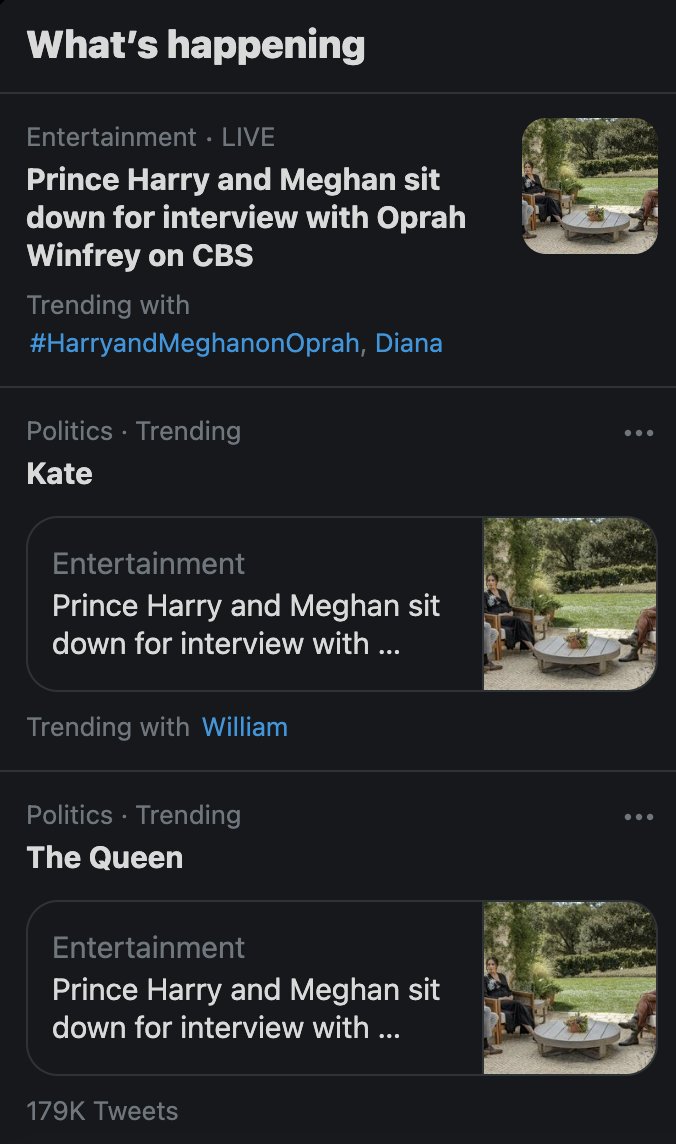 What’s happening
Entertainment · LIVE
Prince Harry and Meghan sit
down for interview with Oprah
Winfrey on CBS
Trending with
#HarryandMeghanonOprah, Diana
Politics · Trending
Kate
Entertainment
Prince Harry and Meghan sit
down for interview with ...
Trending with William
Politics · Trending
The Queen
Entertainment
Prince Harry and Meghan sit
down for interview with ...
179K Tweets